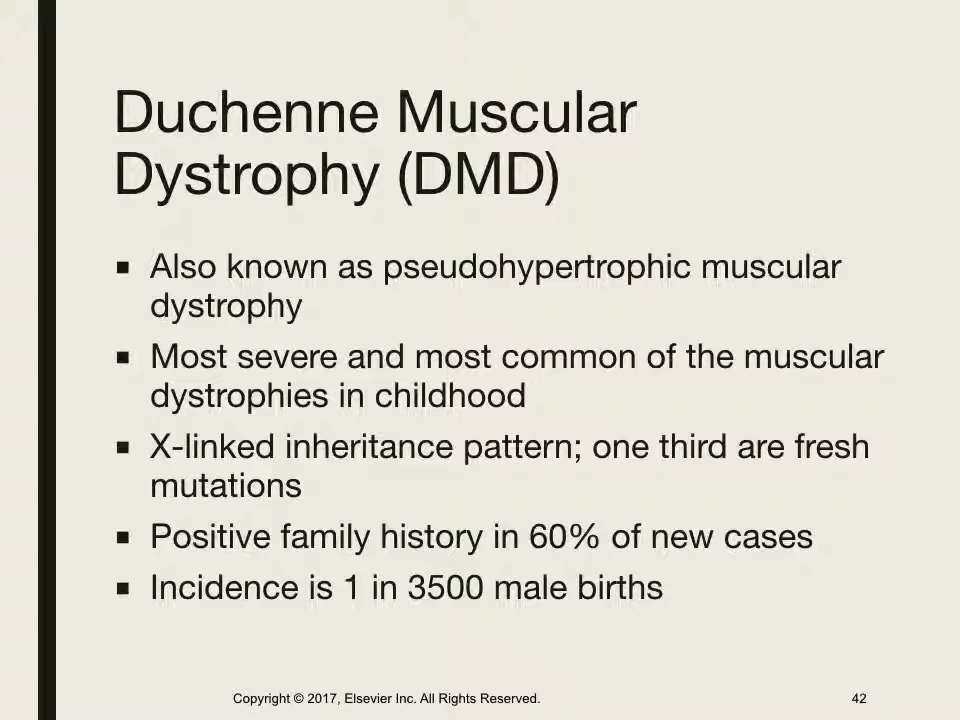 Duchenne Muscular
Dystrophy (DMD)
▪ Also known as pseudohypertrophic muscular
dystrophy
▪ Most severe and most common of the muscular
dystrophies in childhood
▪ X-linked inheritance pattern; one third are fresh
mutations
▪ Positive family history in 60% of new cases
▪ Incidence is 1 in 3500 male births
Copyright © 2017, Elsevier Inc. All Rights Reserved.
42